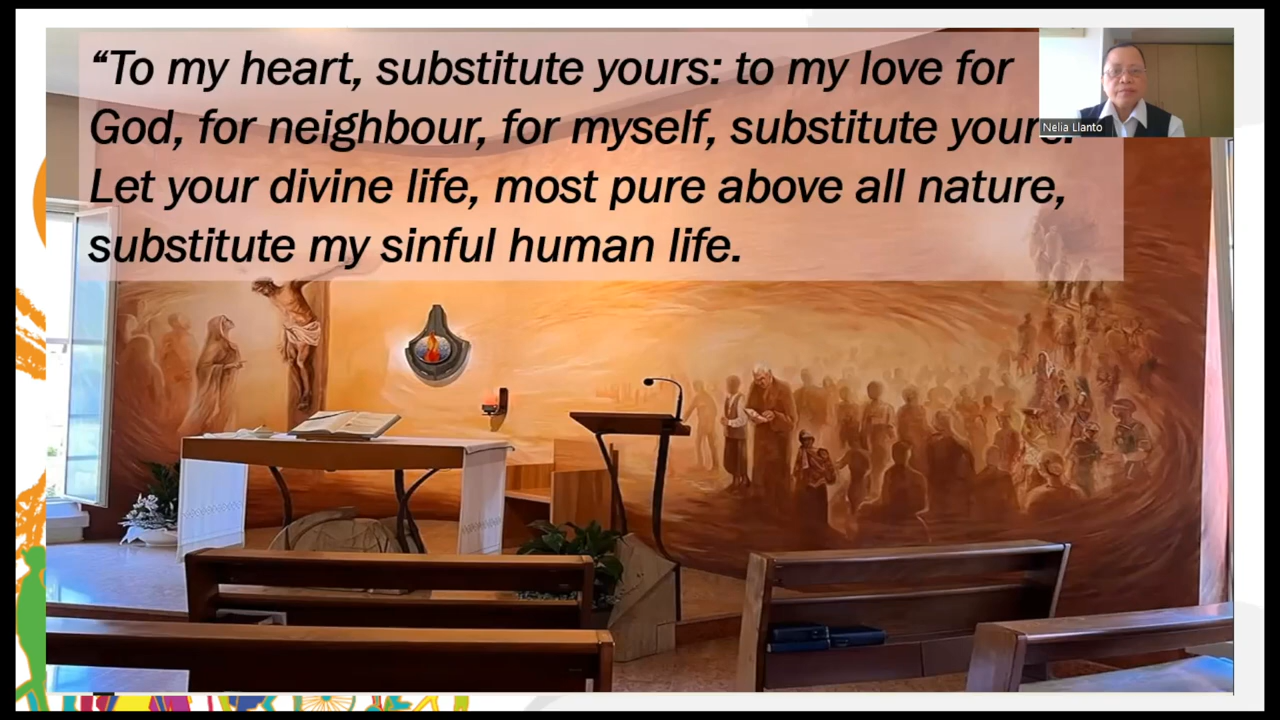 “To my heart, substitute yours: to my love for
God, for neighbour, for myself, substitute yours.
Let your divine life, most pure above all nature,
substitute my sinful human life.
Nelia Llanto